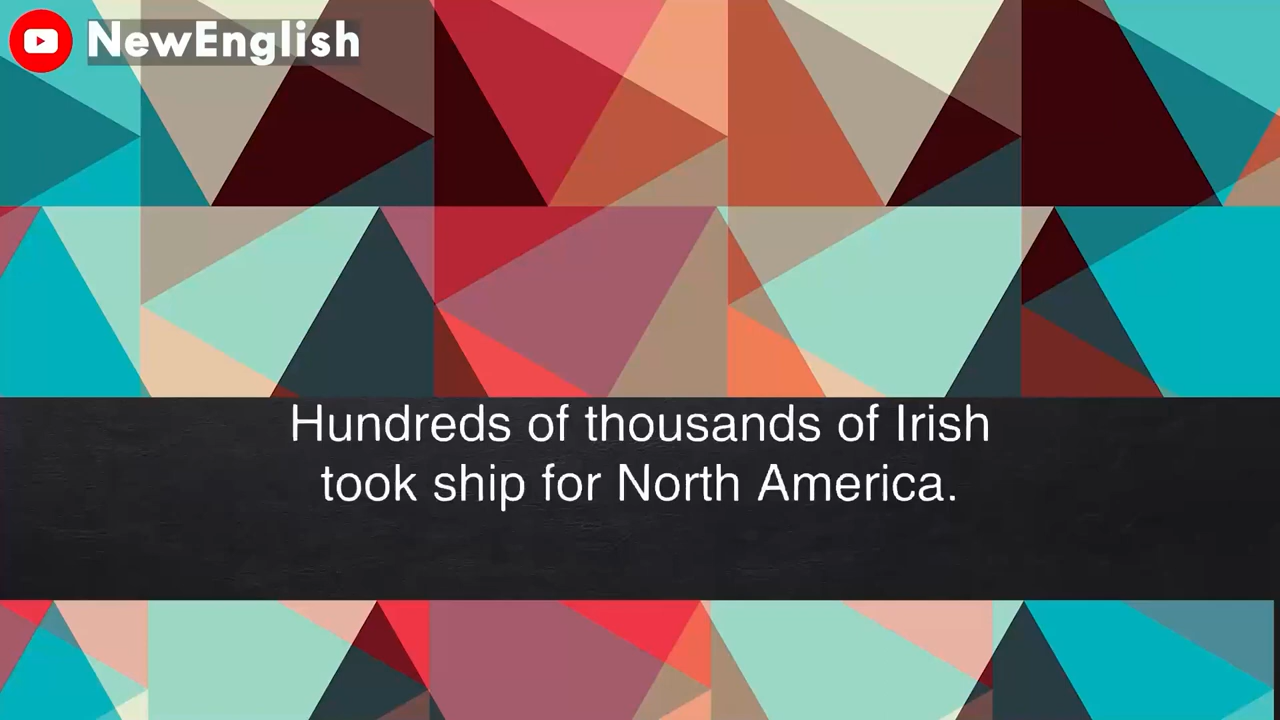 NewEnglish
Hundreds of thousands of Irish
took ship for North America.